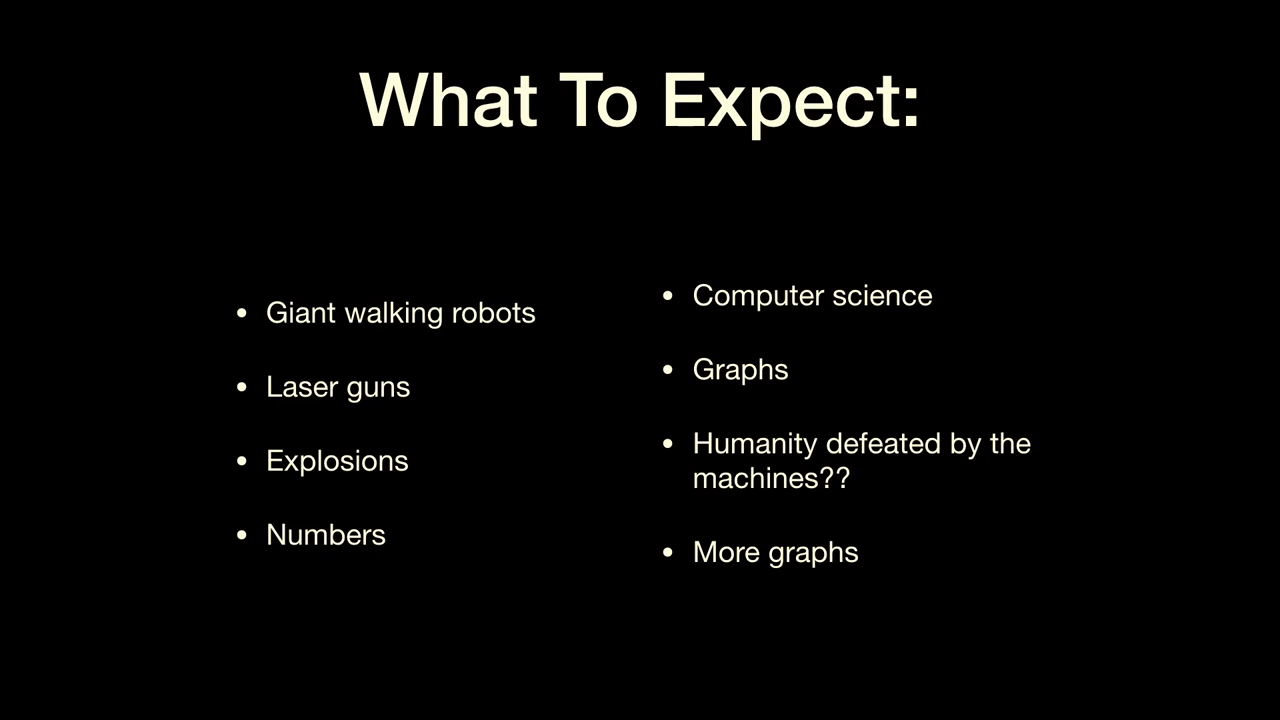 What To Expect:
• Giant walking robots
• Laser guns
• Explosions
• Numbers
• Computer science
• Graphs
• Humanity defeated by the
machines??
• More graphs